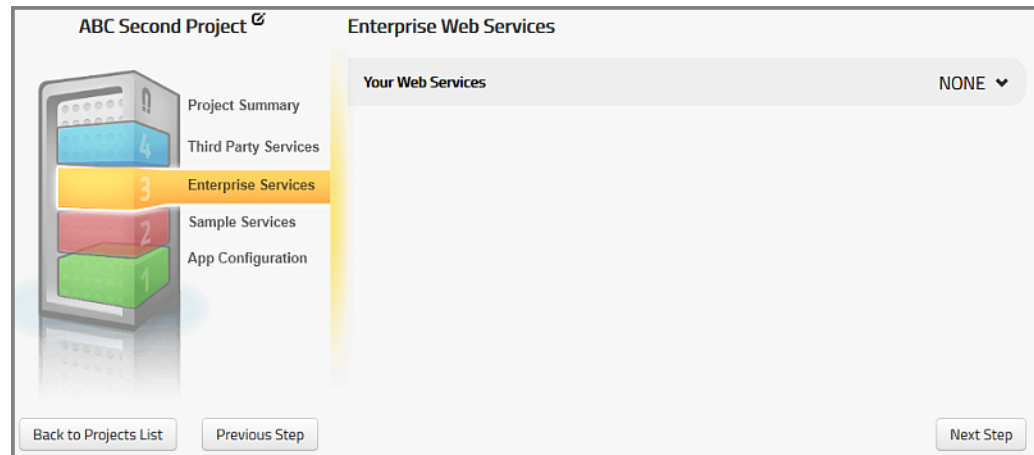 ABC Second Project
Enterprise Web Services
Your Web Services
NONE
Project Summary
4
Third Party Services
3
Enterprise Services
2
Sample Services
1
App Configuration
Back to Projects List
Previous Step
Next Step